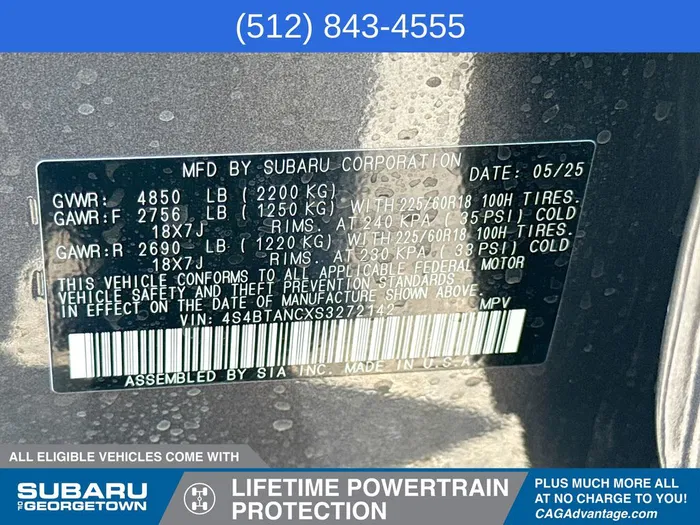 (512) 843-4555
MFD BY SUBARU CORPORATION DATE: 05/25
GVWR: 4850 LB (2200 KG)
GAWR:F 2756 LB (1250 KG) WITH 225/60R18 100H TIRES.
18X7J RIMS. AT 240 KPA (35 PSI) COLD
GAWR:R 2690 LB (1220 KG) WITH 225/60R18 100H TIRES.
18X7J RIMS. AT 230 KPA (33 PSI) COLD
THIS VEHICLE CONFORMS TO ALL APPLICABLE FEDERAL MOTOR
VEHICLE SAFETY AND THEFT PREVENTION STANDARDS
IN EFFECT ON THE DATE OF MANUFACTURE SHOWN ABOVE.
VIN: 4S4BTANCXS3272142 MPV
ASSEMBLED BY SIA INC. MADE IN U.S.A.
ALL ELIGIBLE VEHICLES COME WITH
SUBARU
OF GEORGETOWN
LIFETIME POWERTRAIN
PROTECTION
PLUS MUCH MORE ALL
AT NO CHARGE TO YOU!
CAGAdvantage.com*